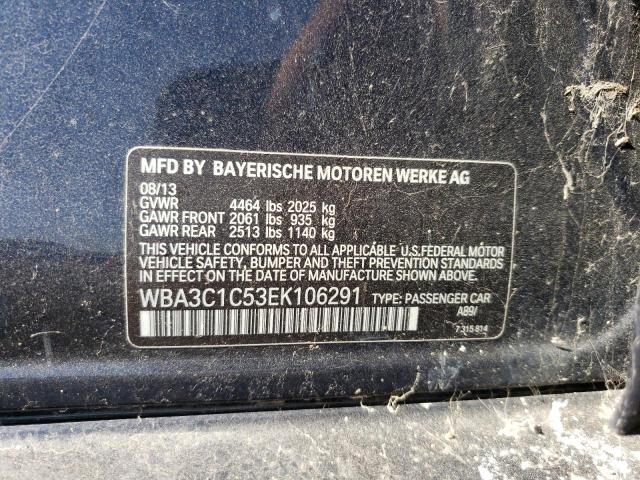 MFD BY BAYERISCHE MOTOREN WERKE AG
08/13
GVWR 4464 lbs 2025 kg
GAWR FRONT 2061 lbs 935 kg
GAWR REAR 2513 lbs 1140 kg
THIS VEHICLE CONFORMS TO ALL APPLICABLE U.S.FEDERAL MOTOR
VEHICLE SAFETY, BUMPER AND THEFT PREVENTION STANDARDS
IN EFFECT ON THE DATE OF MANUFACTURE SHOWN ABOVE.
WBA3C1C53EK106291 TYPE: PASSENGER CAR
A89/
7 315 814